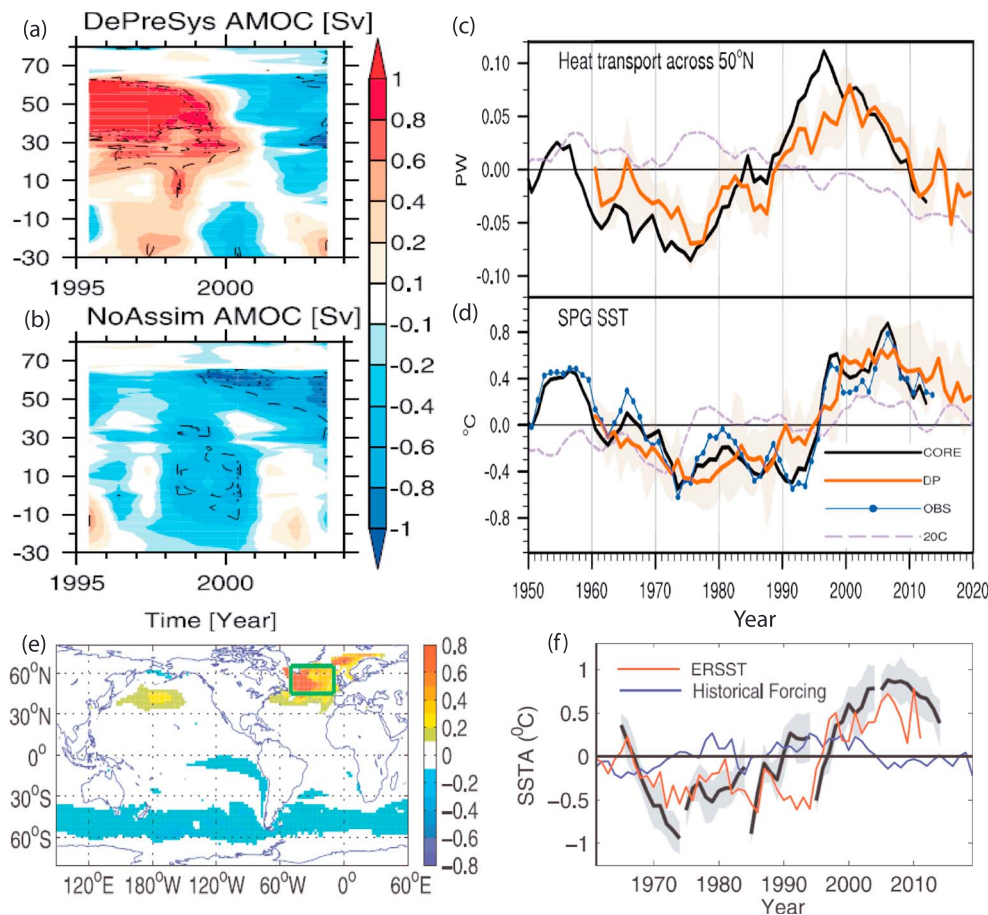 (a)
DePreSys AMOC [Sv]
70
50
30
10
-10
-30
1995
2000
(b)
NoAssim AMOC [Sv]
70
50
30
10
-10
-30
1995
2000
Time [Year]
1
0.8
0.6
0.4
0.2
0.1
-0.1
-0.2
-0.4
-0.6
-0.8
-1
(c)
Heat transport across 50°N
PW
0.10
0.05
0.00
-0.05
-0.10
(d)
SPG SST
°C
0.8
0.4
0.0
-0.4
-0.8
CORE
DP
OBS
20C
1950
1960
1970
1980
1990
2000
2010
2020
Year
(e)
60°N
30°N
0°
30°S
60°S
120°E
180°W
120°W
60°W
0°
60°E
0.8
0.6
0.4
0.2
0
-0.2
-0.4
-0.6
-0.8
(f)
ERSST
Historical Forcing
SSTA (⁰C)
1
0.5
0
−0.5
−1
1970
1980
1990
2000
2010
Year